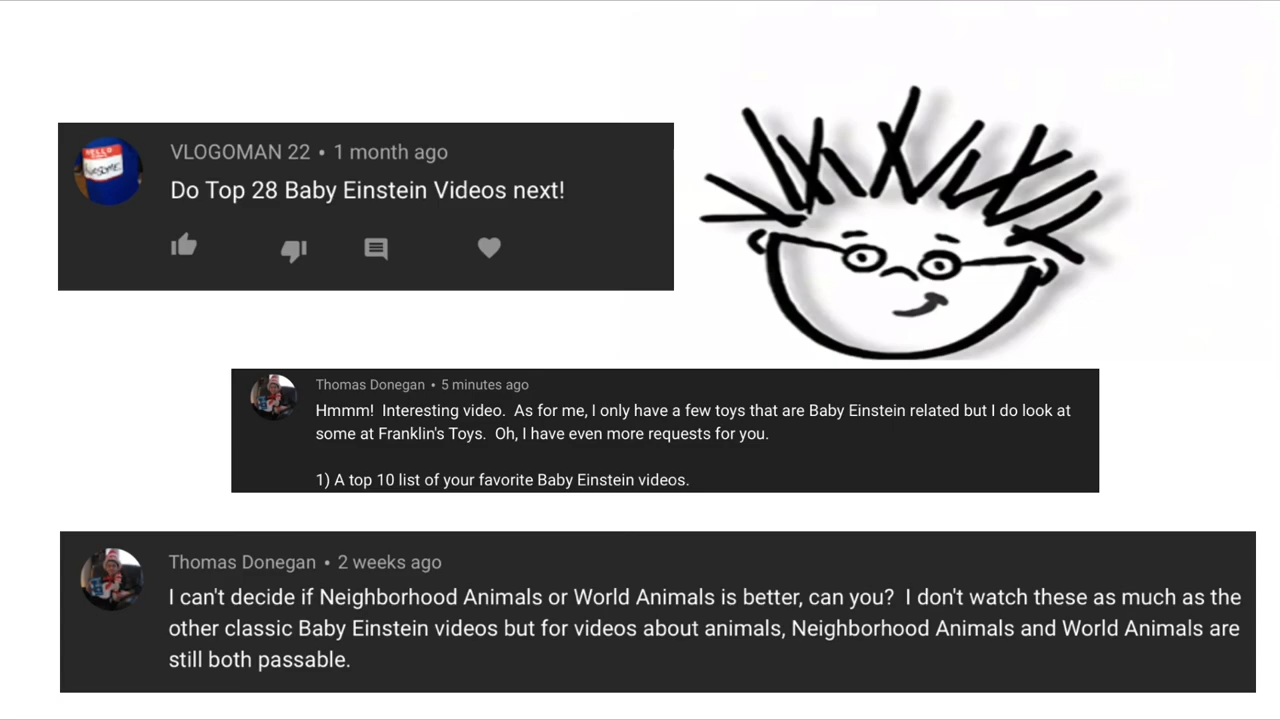 VLOGOMAN 22 • 1 month ago
Do Top 28 Baby Einstein Videos next!
Thomas Donegan • 5 minutes ago
Hmmm!  Interesting video.  As for me, I only have a few toys that are Baby Einstein related but I do look at
some at Franklin's Toys.  Oh, I have even more requests for you.
1) A top 10 list of your favorite Baby Einstein videos.
Thomas Donegan • 2 weeks ago
I can't decide if Neighborhood Animals or World Animals is better, can you?  I don't watch these as much as the
other classic Baby Einstein videos but for videos about animals, Neighborhood Animals and World Animals are
still both passable.